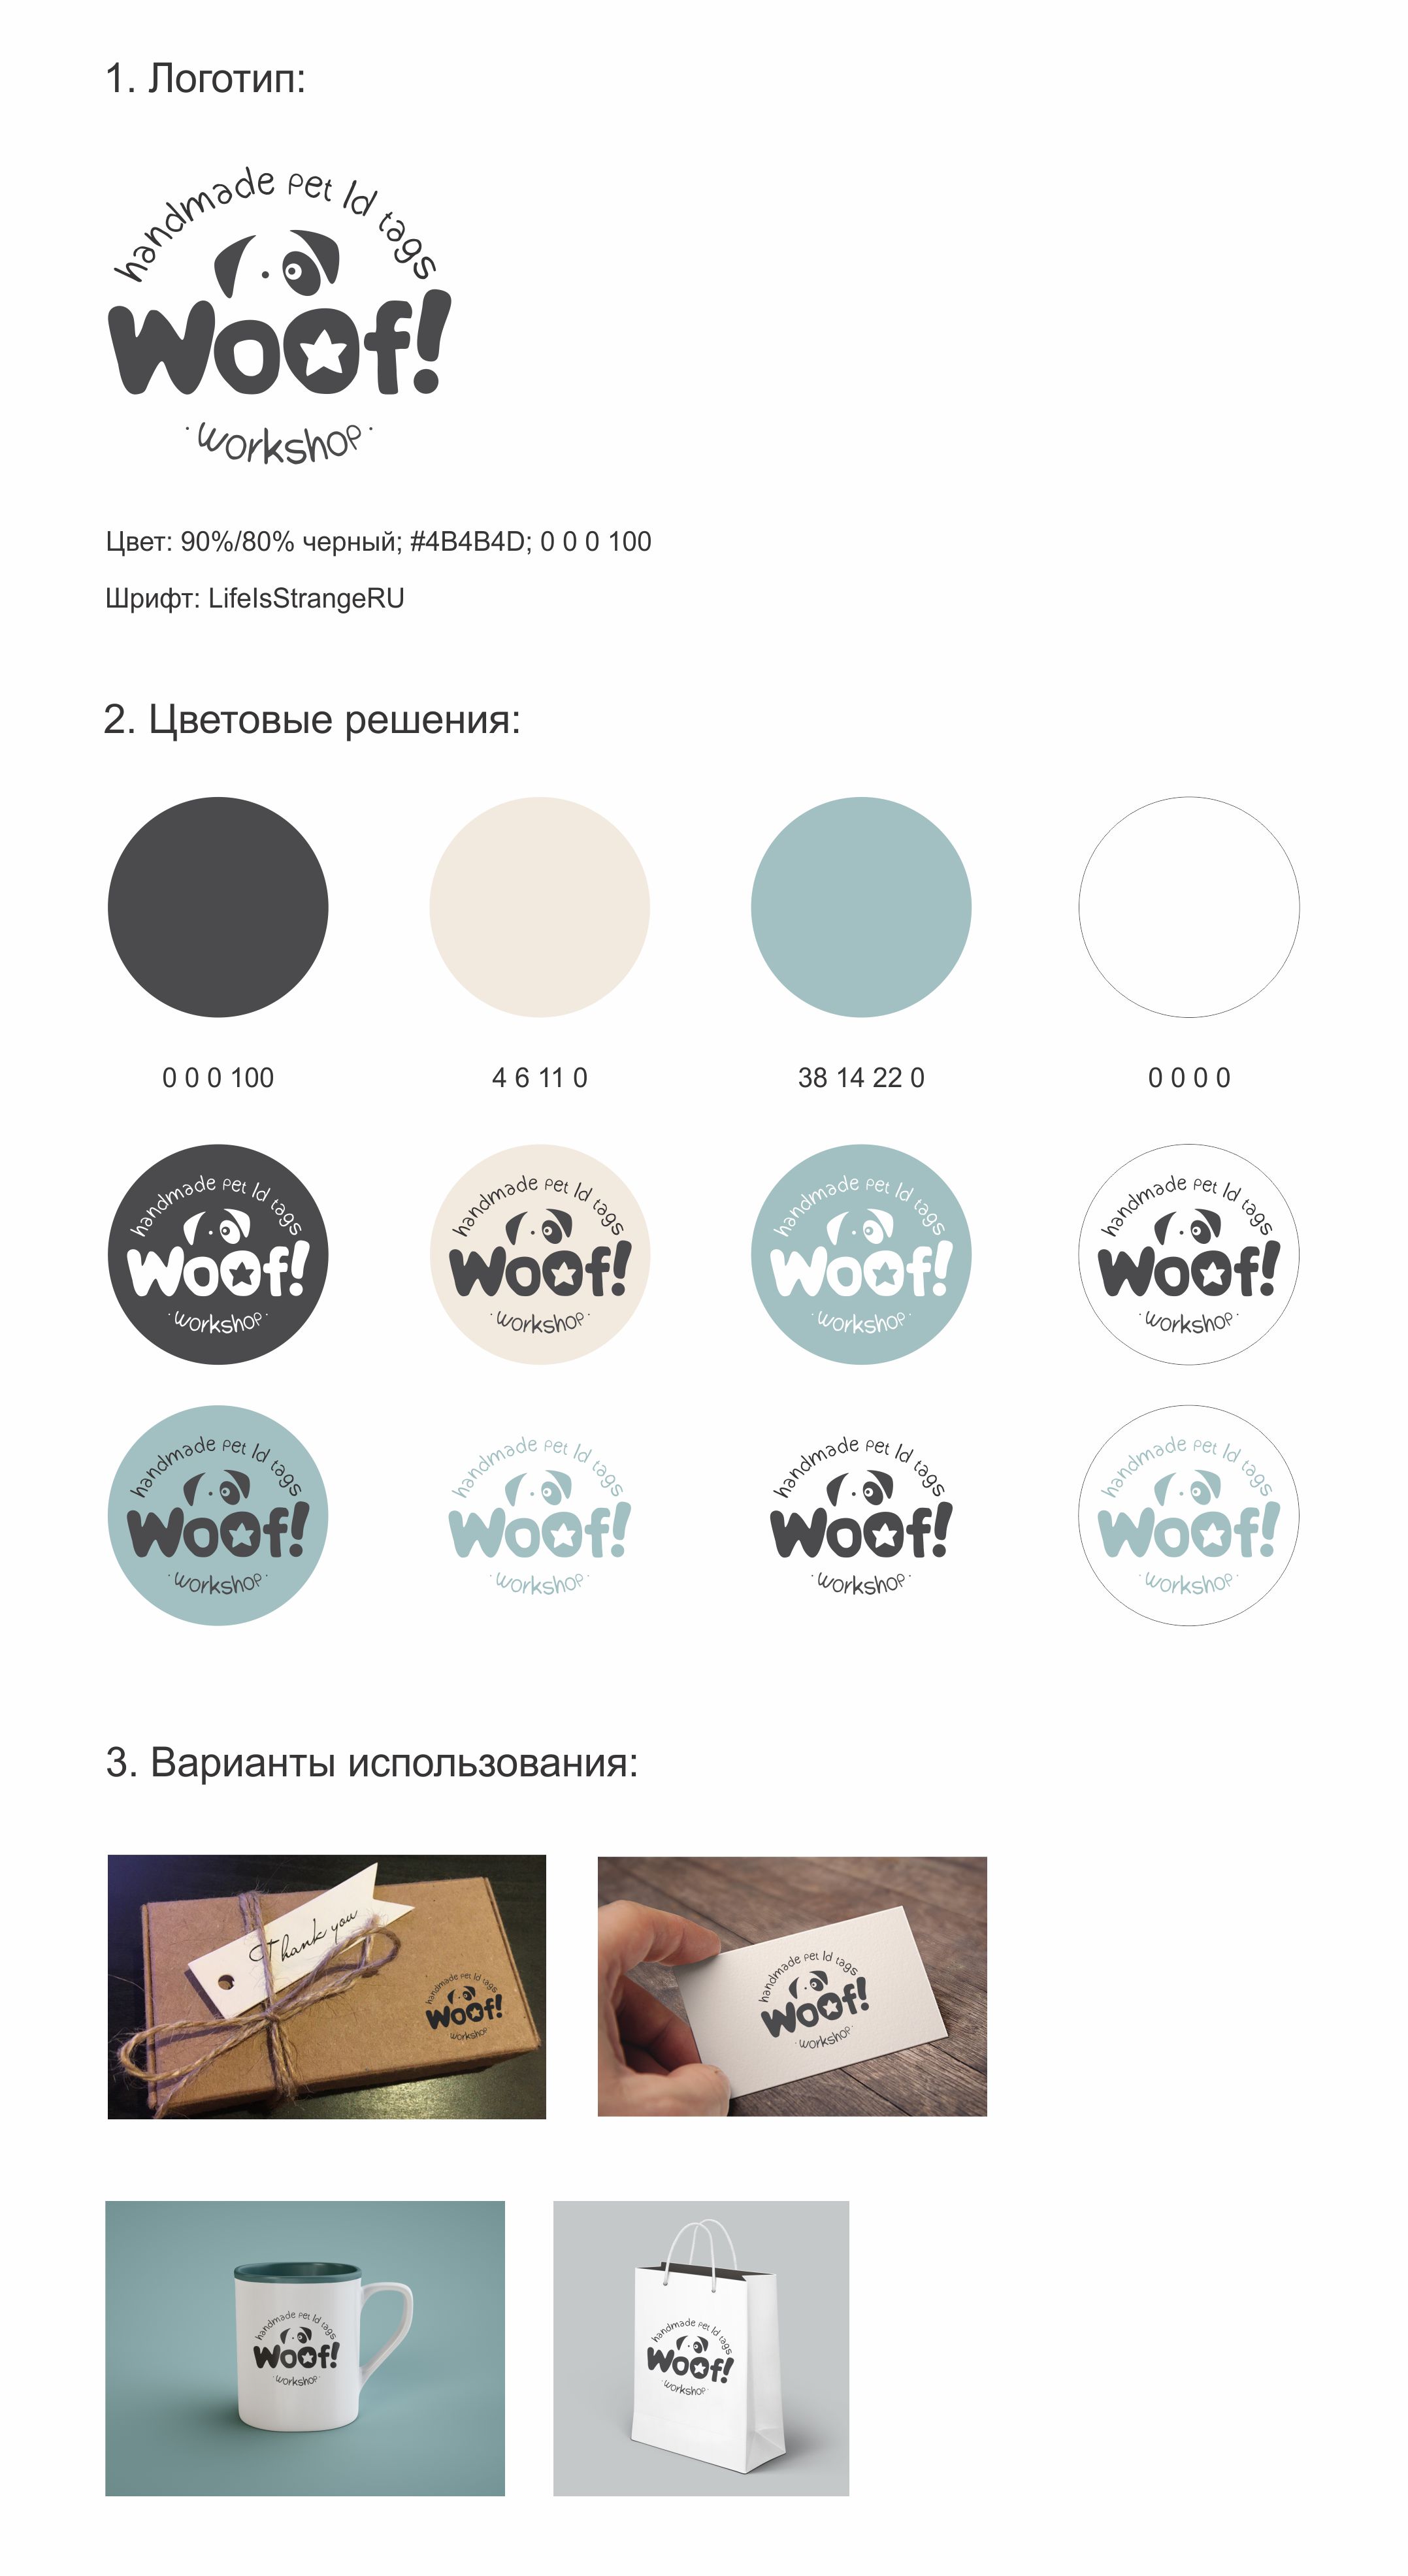 1. Логотип:
handmade pet Id tags
Woof!
· workshop ·
Цвет: 90%/80% черный; #4B4B4D; 0 0 0 100
Шрифт: LifeIsStrangeRU
2. Цветовые решения:
0 0 0 100
4 6 11 0
38 14 22 0
0 0 0 0
handmade pet Id tags
Woof!
· workshop ·
handmade pet Id tags
Woof!
· workshop ·
handmade pet Id tags
Woof!
· workshop ·
handmade pet Id tags
Woof!
· workshop ·
handmade pet Id tags
Woof!
· workshop ·
handmade pet Id tags
Woof!
· workshop ·
handmade pet Id tags
Woof!
· workshop ·
handmade pet Id tags
Woof!
· workshop ·
3. Варианты использования:
Thank you
handmade pet Id tags
Woof!
workshop
handmade pet Id tags
Woof!
· workshop ·
handmade pet Id tags
Woof!
· workshop ·
handmade pet Id tags
Woof!
· workshop ·